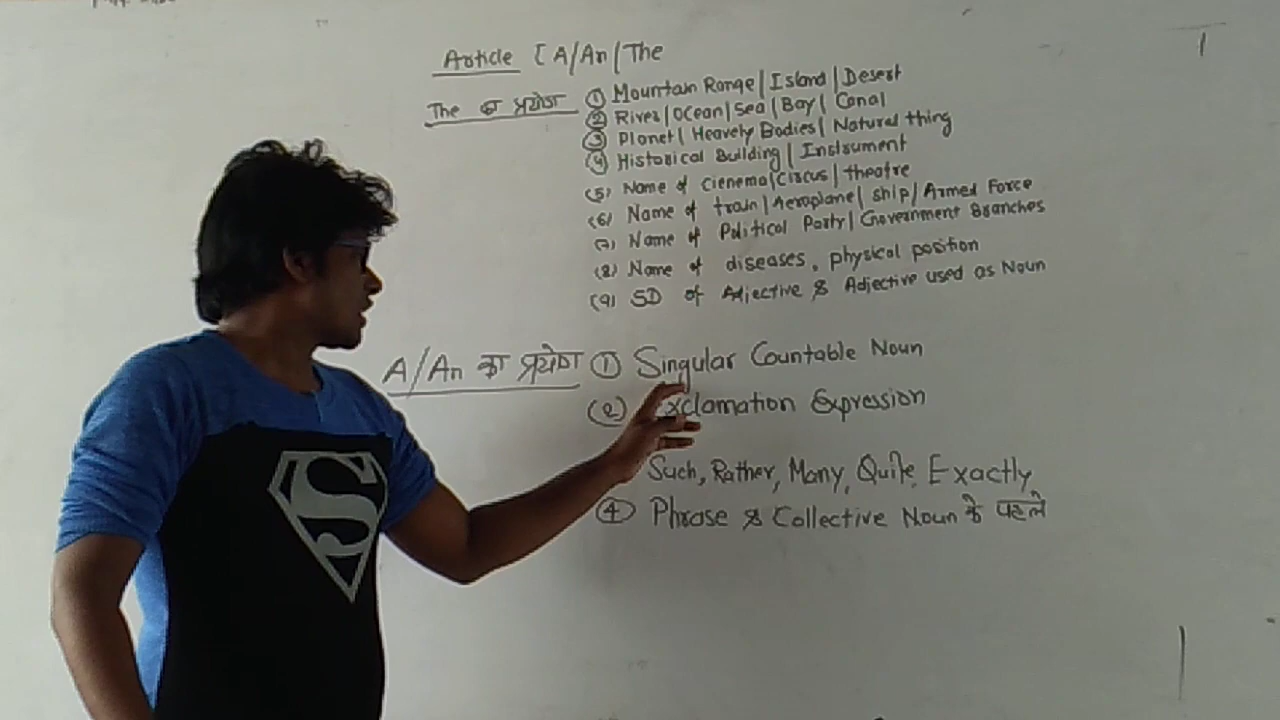 Article [ A/An/The
The का प्रयोग ① Mountain Range/Island/Desert
② River/Ocean/Sea/Bay/Canal
③ Planet/Heavely Bodies/Natural thing
④ Historical Building/Instrument
(5) Name of Cienema/Circus/theatre
(6) Name of train/Aeroplane/ship/Armed Force
(7) Name of Political Party/Government Branches
(8) Name of diseases, physical position
(9) SD of Adjective & Adjective used as Noun
A/An का प्रयोग ① Singular Countable Noun
(2) Exclamation Expression
Such, Rather, Many, Quite, Exactly
④ Phrase & Collective Noun के पहले
S